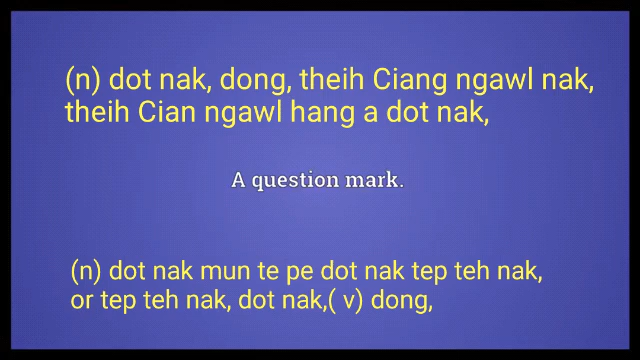 (n) dot nak, dong, theih Ciang ngawl nak,
theih Cian ngawl hang a dot nak,
A question mark.
(n) dot nak mun te pe dot nak tep teh nak,
or tep teh nak, dot nak,( v) dong,